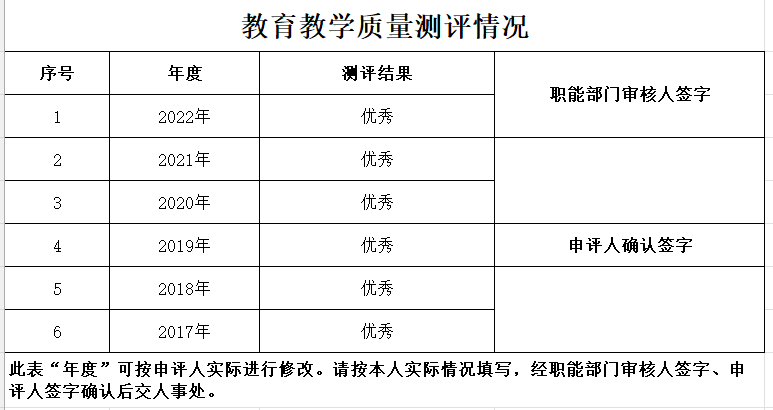 教育教学质量测评情况
序号 年度 测评结果 职能部门审核人签字
1 2022年 优秀
2 2021年 优秀
3 2020年 优秀
4 2019年 优秀 申评人确认签字
5 2018年 优秀
6 2017年 优秀
此表“年度”可按申评人实际进行修改。请按本人实际情况填写，经职能部门审核人签字、申
评人签字确认后交人事处。